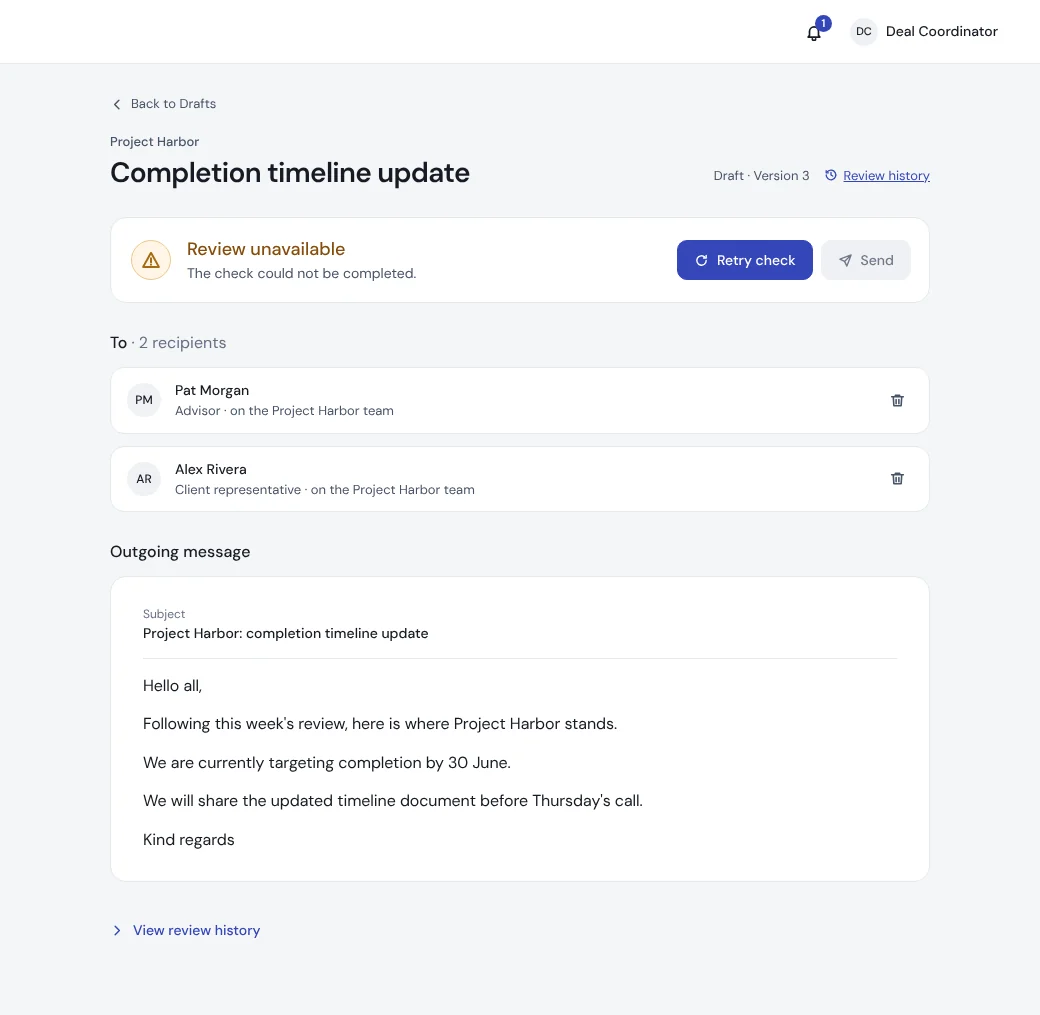 1
DC Deal Coordinator
Back to Drafts
Project Harbor
Completion timeline update
Draft · Version 3 Review history
Review unavailable
The check could not be completed.
Retry check Send
To · 2 recipients
PM
Pat Morgan
Advisor · on the Project Harbor team
AR
Alex Rivera
Client representative · on the Project Harbor team
Outgoing message
Subject
Project Harbor: completion timeline update
Hello all,
Following this week's review, here is where Project Harbor stands.
We are currently targeting completion by 30 June.
We will share the updated timeline document before Thursday's call.
Kind regards
View review history